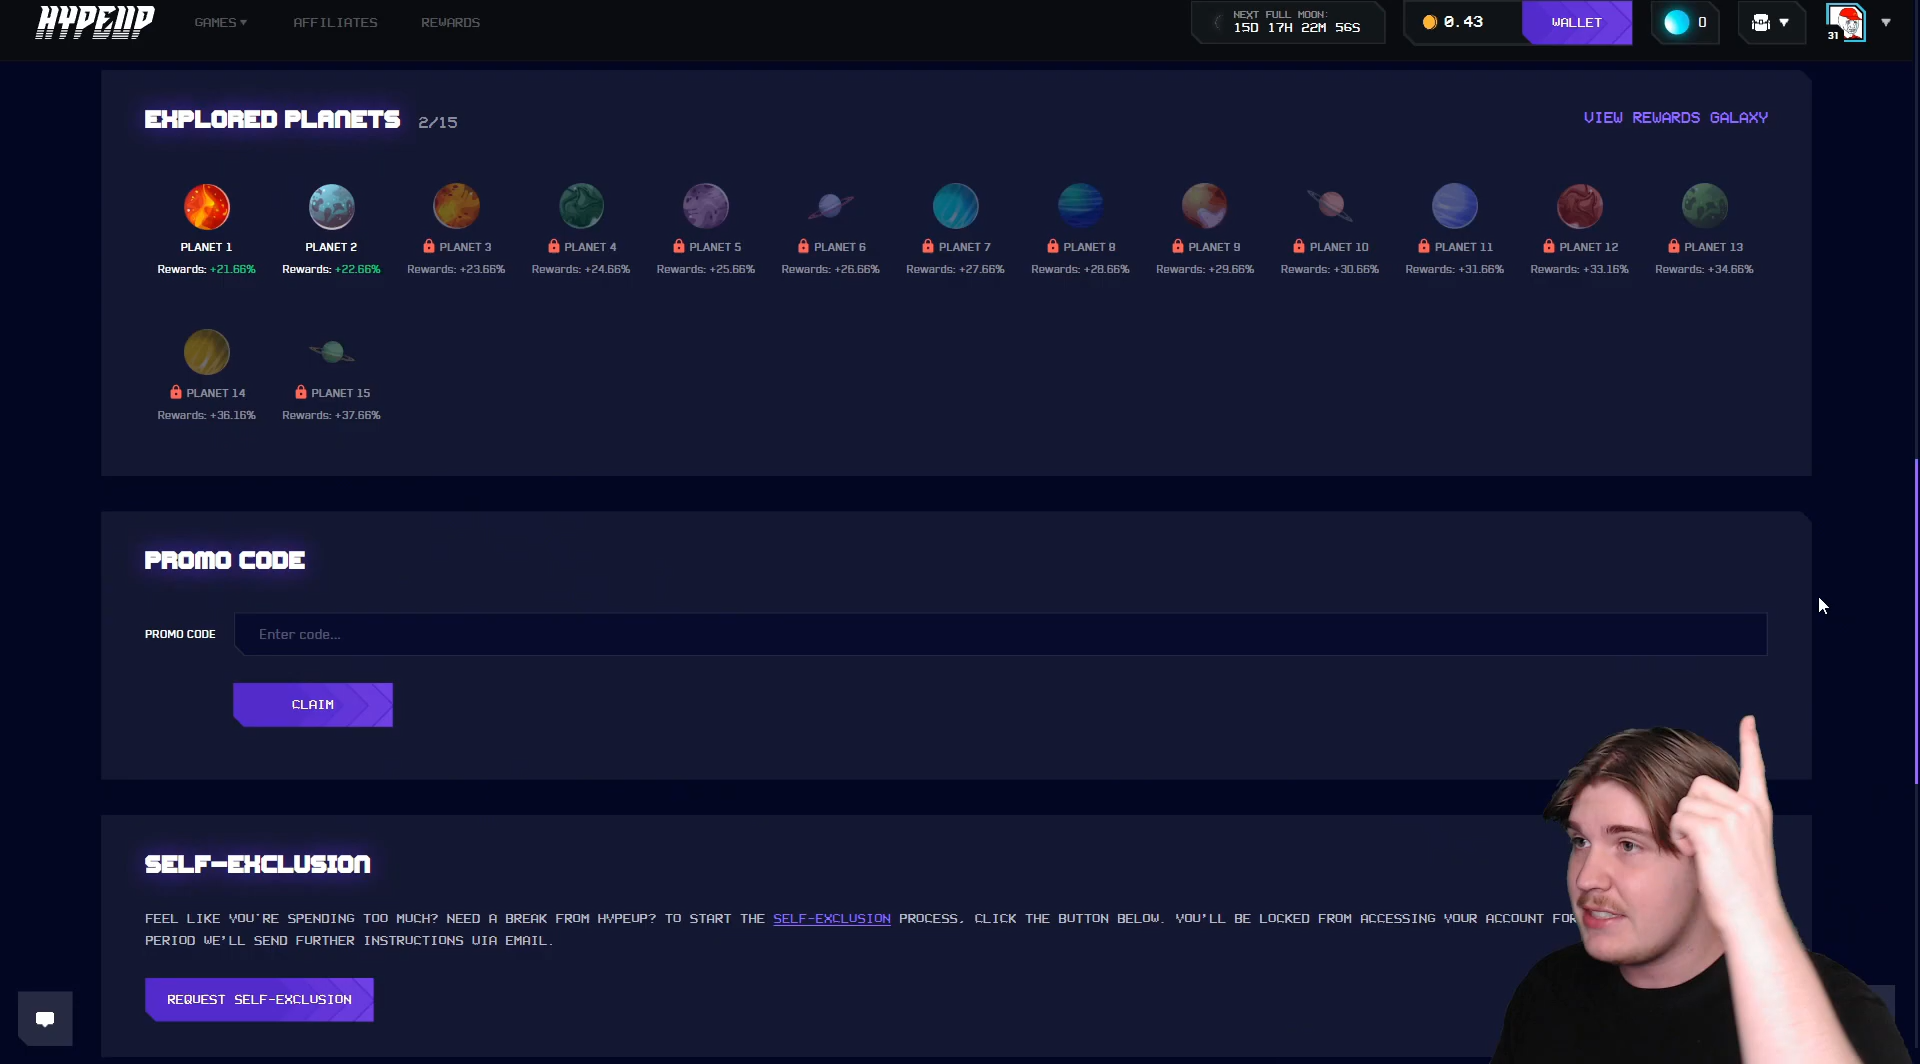 HYPEUP GAMES AFFILIATES REWARDS NEXT FULL MOON: 0.43 WALLET 0
15D 17H 22M 56S
31
EXPLORED PLANETS 2/15 VIEW REWARDS GALAXY
PLANET 1 PLANET 2 PLANET 3 PLANET 4 PLANET 5 PLANET 6 PLANET 7 PLANET 8 PLANET 9 PLANET 10 PLANET 11 PLANET 12 PLANET 13
Rewards: +21.66% Rewards: +22.66% Rewards: +23.66% Rewards: +24.66% Rewards: +25.66% Rewards: +26.66% Rewards: +27.66% Rewards: +28.66% Rewards: +29.66% Rewards: +30.66% Rewards: +31.66% Rewards: +33.16% Rewards: +34.66%
PLANET 14 PLANET 15
Rewards: +36.16% Rewards: +37.66%
PROMO CODE
PROMO CODE Enter code...
CLAIM
SELF-EXCLUSION
FEEL LIKE YOU'RE SPENDING TOO MUCH? NEED A BREAK FROM HYPEUP? TO START THE SELF-EXCLUSION PROCESS, CLICK THE BUTTON BELOW. YOU'LL BE LOCKED FROM ACCESSING YOUR ACCOUNT FOR
PERIOD WE'LL SEND FURTHER INSTRUCTIONS VIA EMAIL.
REQUEST SELF-EXCLUSION